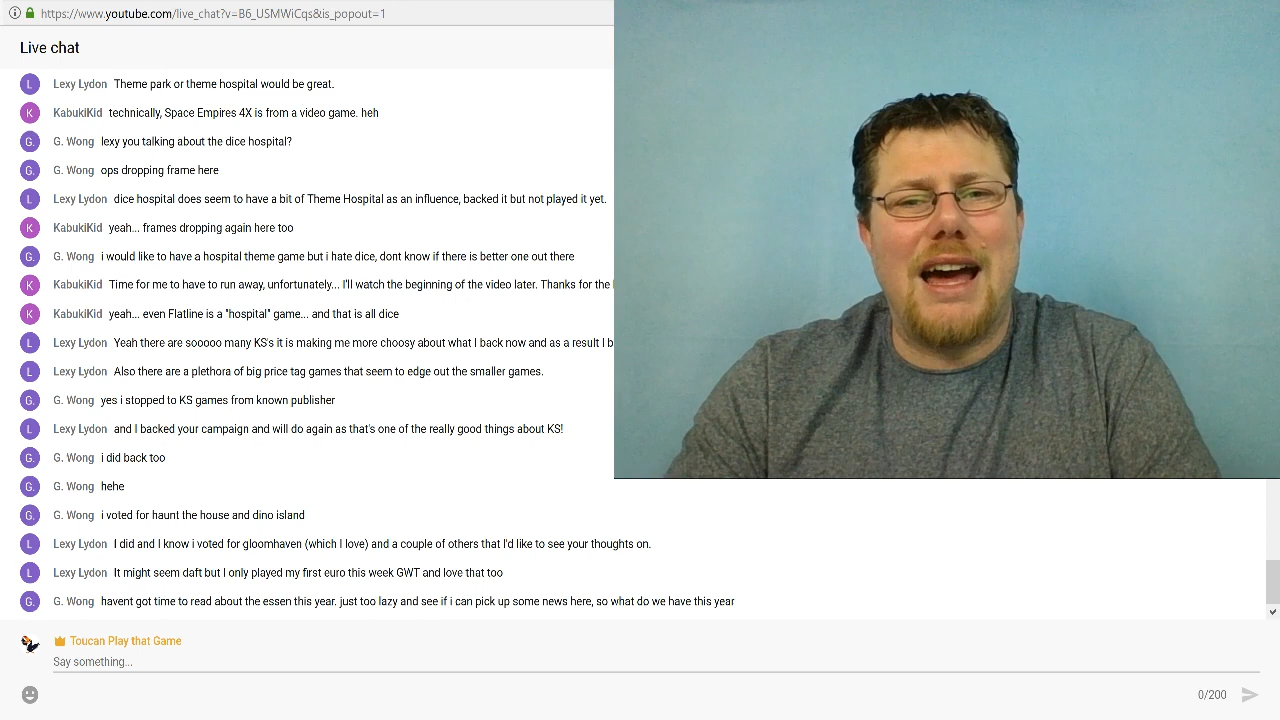 https://www.youtube.com/live_chat?v=B6_USMWiCqs&is_popout=1
Live chat
L Lexy Lydon Theme park or theme hospital would be great.
K KabukiKid technically, Space Empires 4X is from a video game. heh
G. G. Wong lexy you talking about the dice hospital?
G. G. Wong ops dropping frame here
L Lexy Lydon dice hospital does seem to have a bit of Theme Hospital as an influence, backed it but not played it yet.
K KabukiKid yeah... frames dropping again here too
G. G. Wong i would like to have a hospital theme game but i hate dice, dont know if there is better one out there
K KabukiKid Time for me to have to run away, unfortunately... I'll watch the beginning of the video later. Thanks for the
K KabukiKid yeah... even Flatline is a "hospital" game... and that is all dice
L Lexy Lydon Yeah there are sooooo many KS's it is making me more choosy about what I back now and as a result I b
L Lexy Lydon Also there are a plethora of big price tag games that seem to edge out the smaller games.
G. G. Wong yes i stopped to KS games from known publisher
L Lexy Lydon and I backed your campaign and will do again as that's one of the really good things about KS!
G. G. Wong i did back too
G. G. Wong hehe
G. G. Wong i voted for haunt the house and dino island
L Lexy Lydon I did and I know i voted for gloomhaven (which I love) and a couple of others that I'd like to see your thoughts on.
L Lexy Lydon It might seem daft but I only played my first euro this week GWT and love that too
G. G. Wong havent got time to read about the essen this year. just too lazy and see if i can pick up some news here, so what do we have this year
Toucan Play that Game
Say something...
0/200